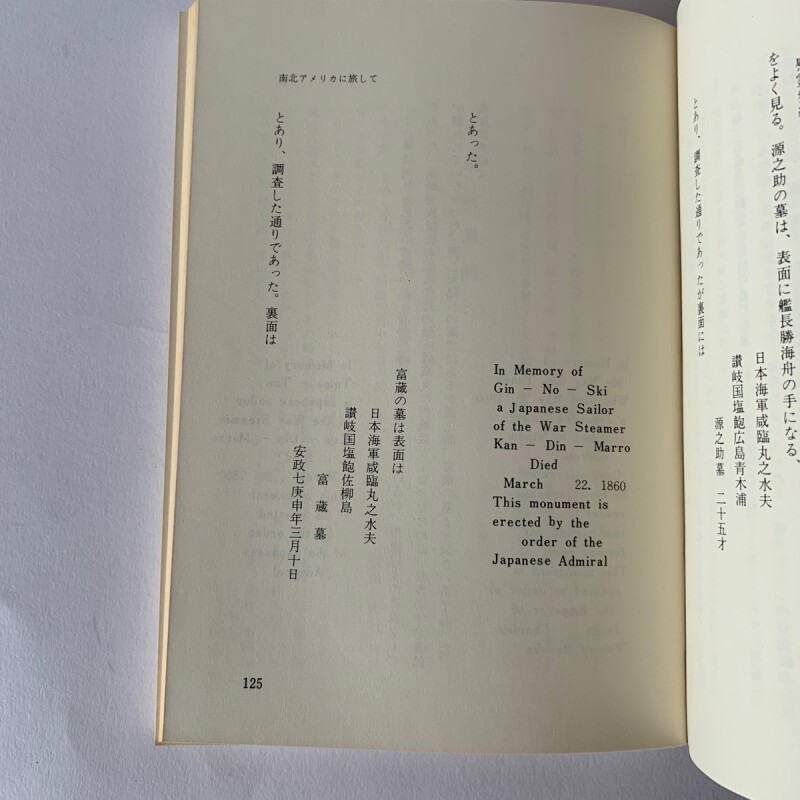 をよく見る。源之助の墓は、表面に艦長勝海舟の手になる、
日本海軍咸臨丸之水夫
讃岐国塩飽広島青木浦
源之助墓 二十五才
とあり、調査した通りであったが裏面には
南北アメリカに旅して
In Memory of
Gin – No – Ski
a Japanese Sailor
of the War Steamer
Kan – Din – Marro
Died
March 22. 1860
This monument is
erected by the
order of the
Japanese Admiral
とあった。
富蔵の墓は表面は
日本海軍咸臨丸之水夫
讃岐国塩飽佐柳島
富蔵墓
安政七庚申年三月十日
とあり、調査した通りであった。裏面は
125